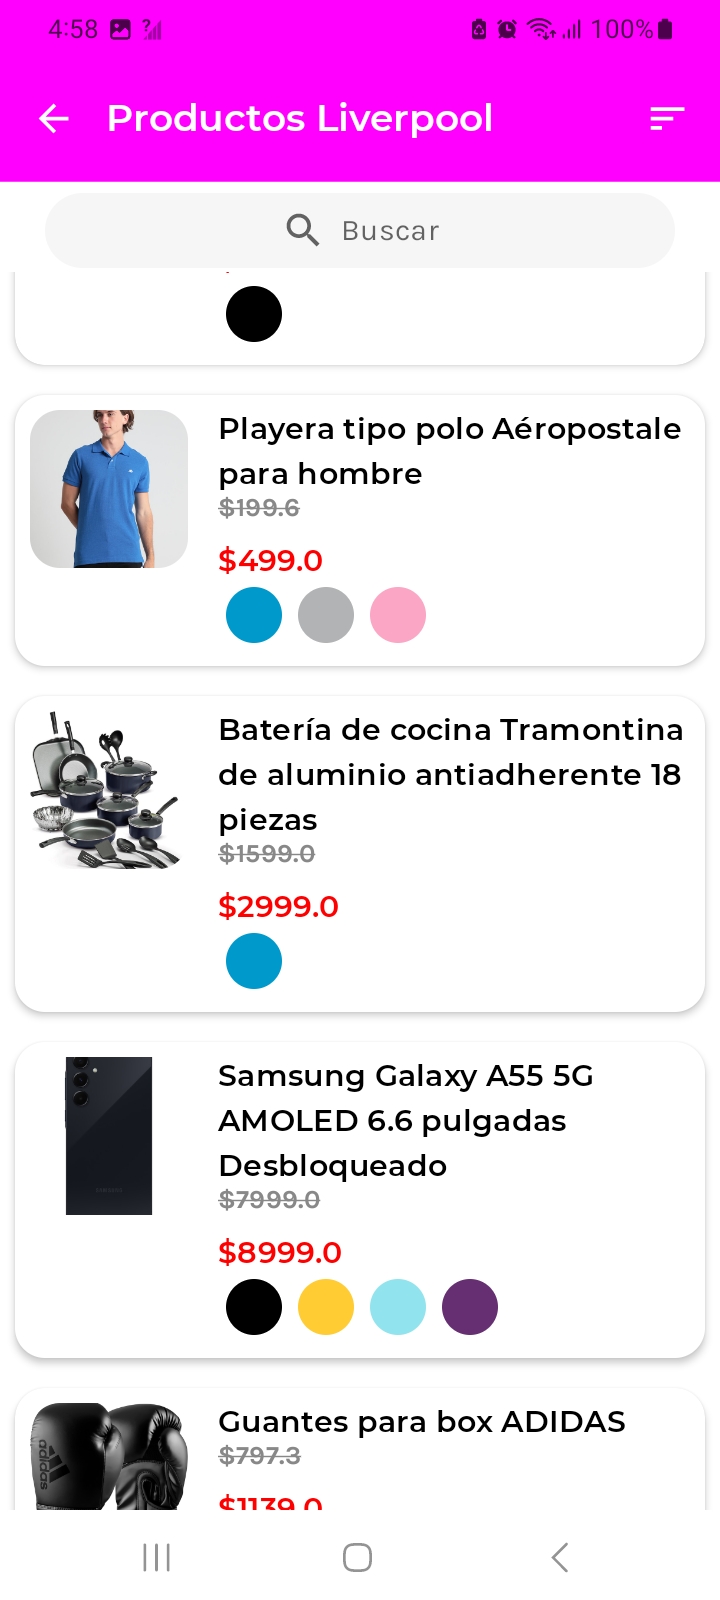 4:58
100%
Productos Liverpool
Buscar
Playera tipo polo Aéropostale
para hombre
$199.6
$499.0
Batería de cocina Tramontina
de aluminio antiadherente 18
piezas
$1599.0
$2999.0
Samsung Galaxy A55 5G
AMOLED 6.6 pulgadas
Desbloqueado
$7999.0
$8999.0
adidas
Guantes para box ADIDAS
$797.3
$1139.0